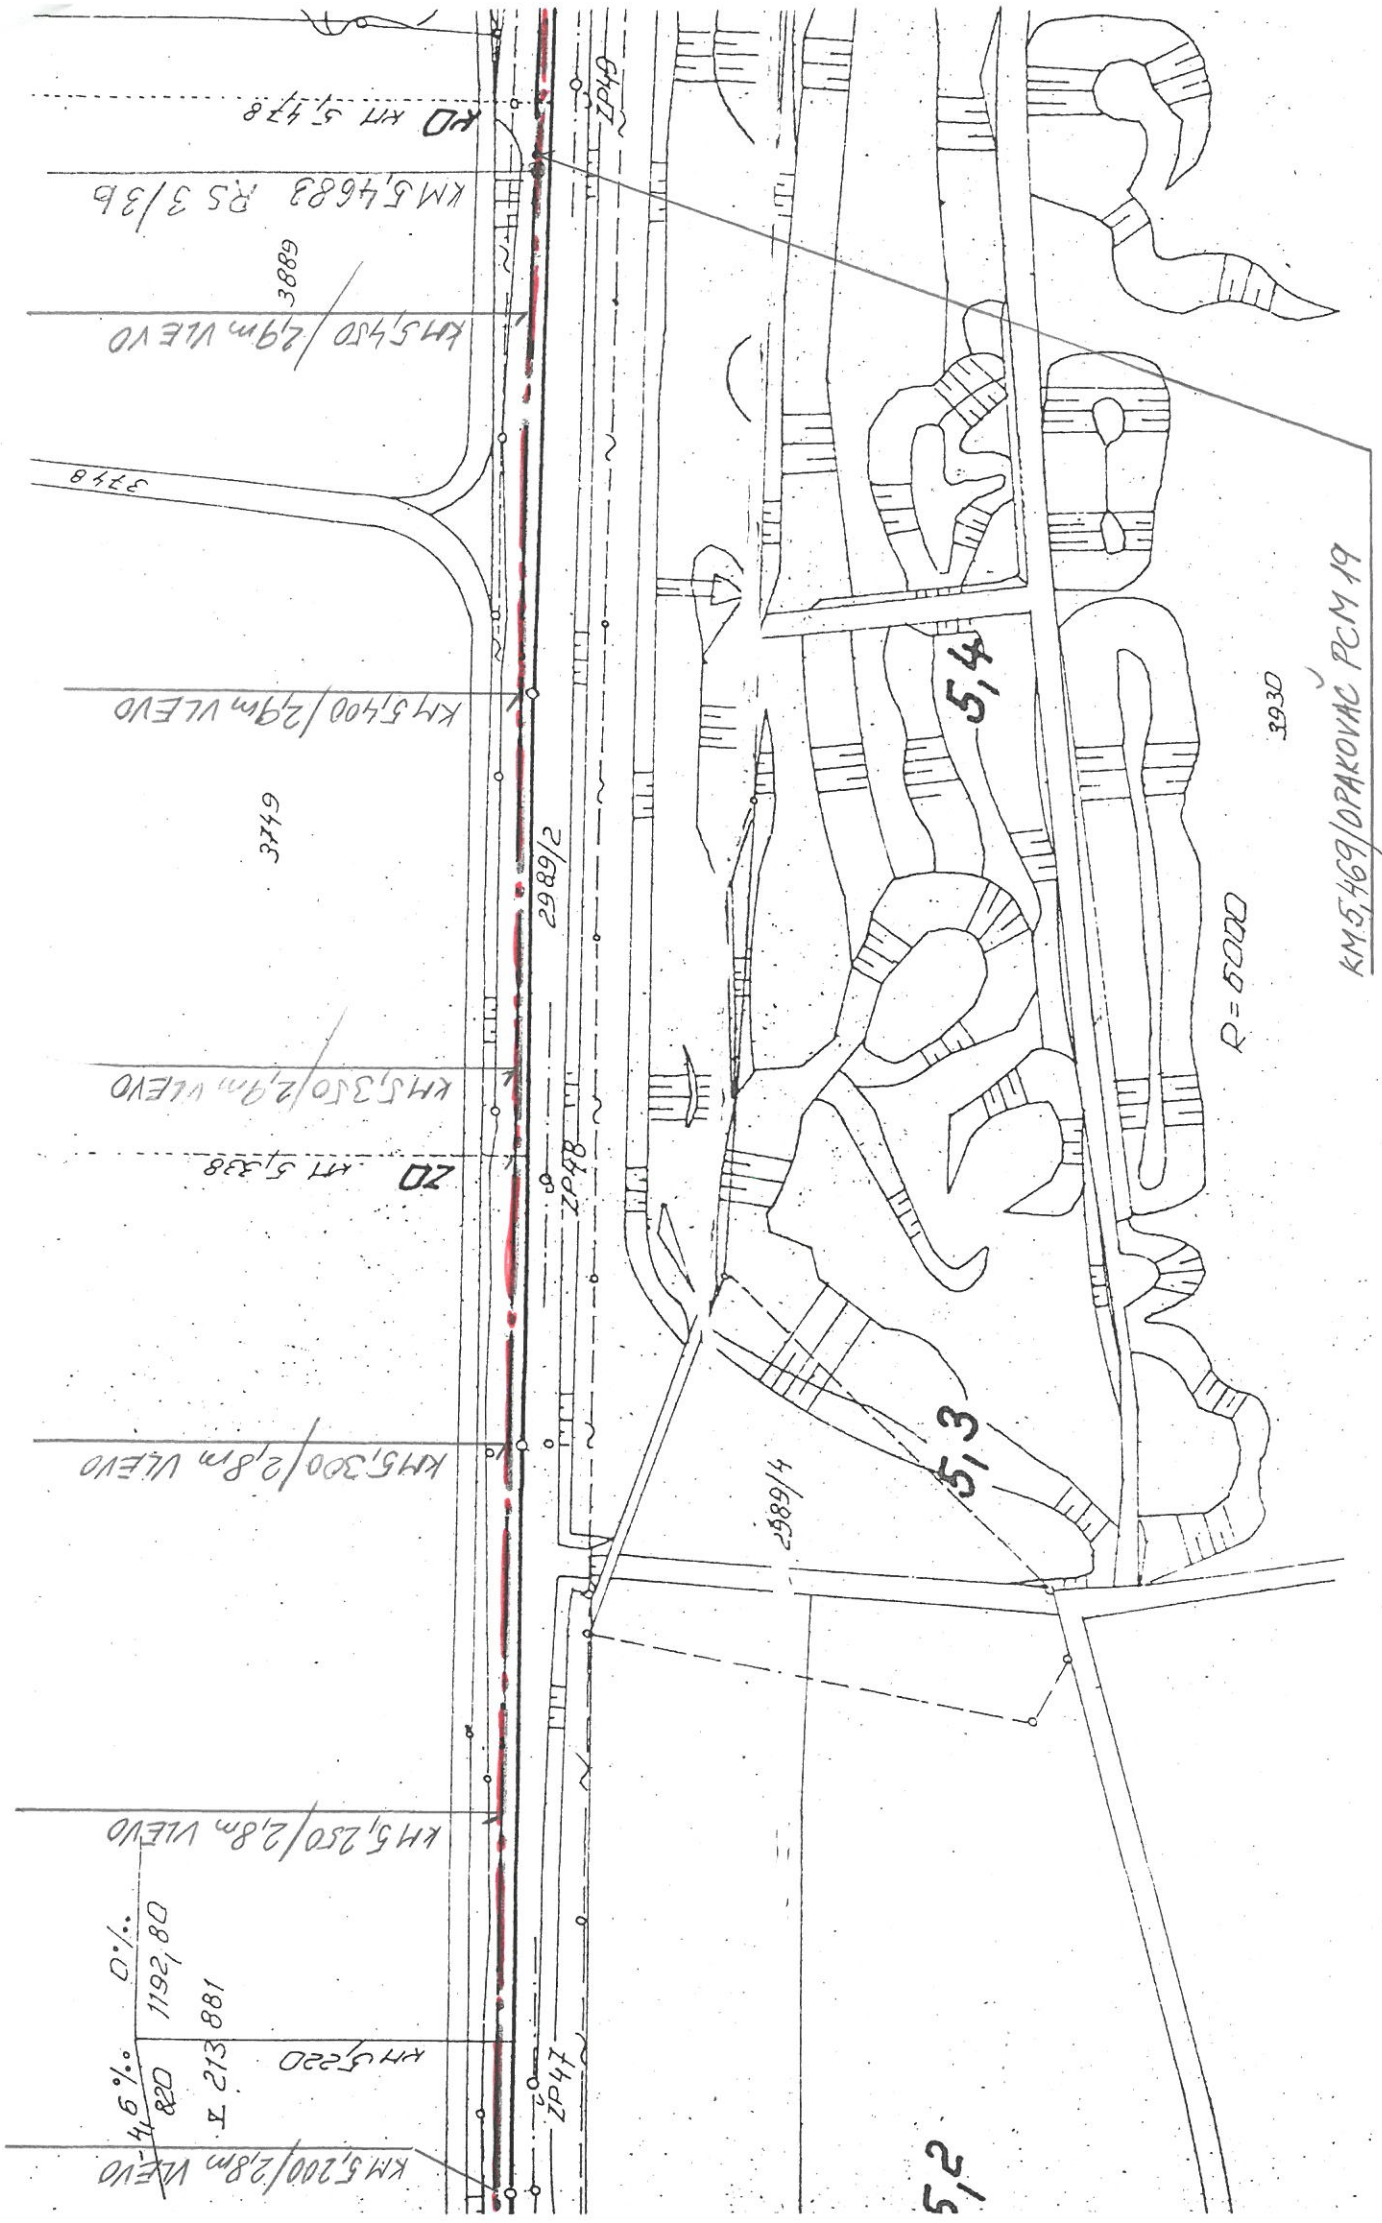 KD KM 5,478
KM 5,4683 RS 3/3b
3889
KM 5,450/2,9m VLEVO
3748
KM 5,400/2,9m VLEVO
3749
KM 5,350/2,9m VLEVO
ZO KM 5,338
KM 5,300/2,8m VLEVO
KM 5,250/2,8m VLEVO
-4,6 ‰ 0 ‰
820 1192,80
213 881
KM 5,220
KM 5,200/2,8m VLEVO
ZP49
2989/2
ZP48
ZP47
5,4
2989/4
5,3
5,2
3930
R=5000
KM 5,469/OPAKOVAČ PCM 19